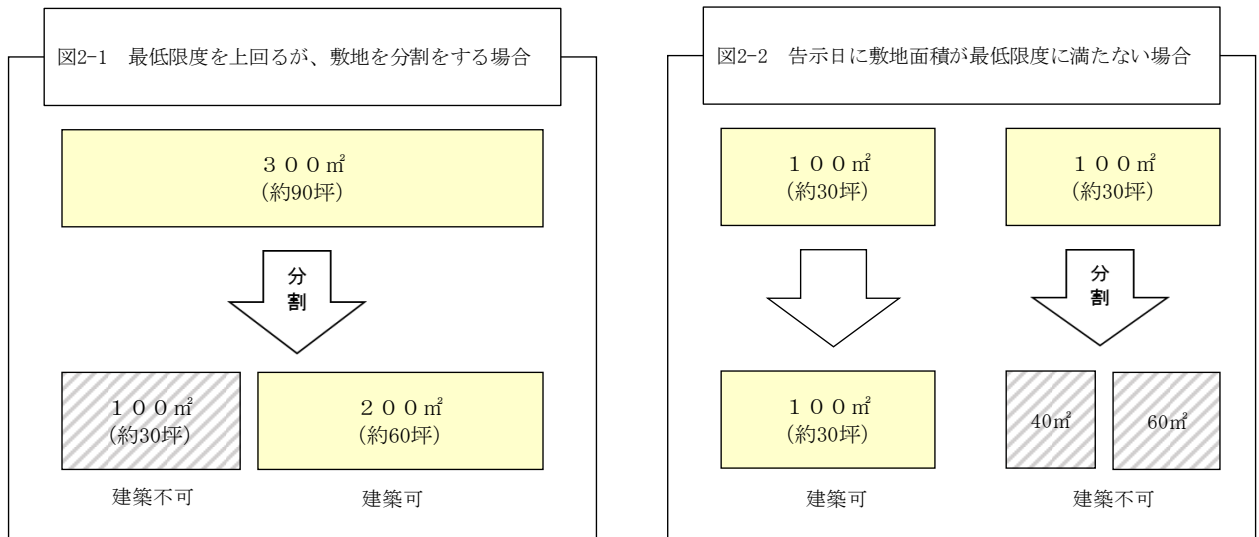 図2-1　最低限度を上回るが、敷地を分割をする場合
３００㎡
（約90坪）
分
割
１００㎡
（約30坪）
２００㎡
（約60坪）
建築不可
建築可
図2-2　告示日に敷地面積が最低限度に満たない場合
１００㎡
（約30坪）
１００㎡
（約30坪）
分
割
１００㎡
（約30坪）
40㎡
60㎡
建築可
建築不可